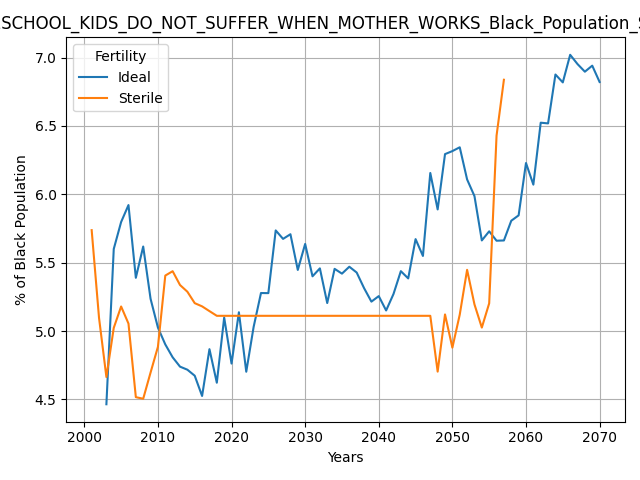 SCHOOL_KIDS_DO_NOT_SUFFER_WHEN_MOTHER_WORKS_Black_Population_S
Fertility
Ideal
Sterile
7.0
6.5
6.0
5.5
5.0
4.5
% of Black Population
2000 2010 2020 2030 2040 2050 2060 2070
Years